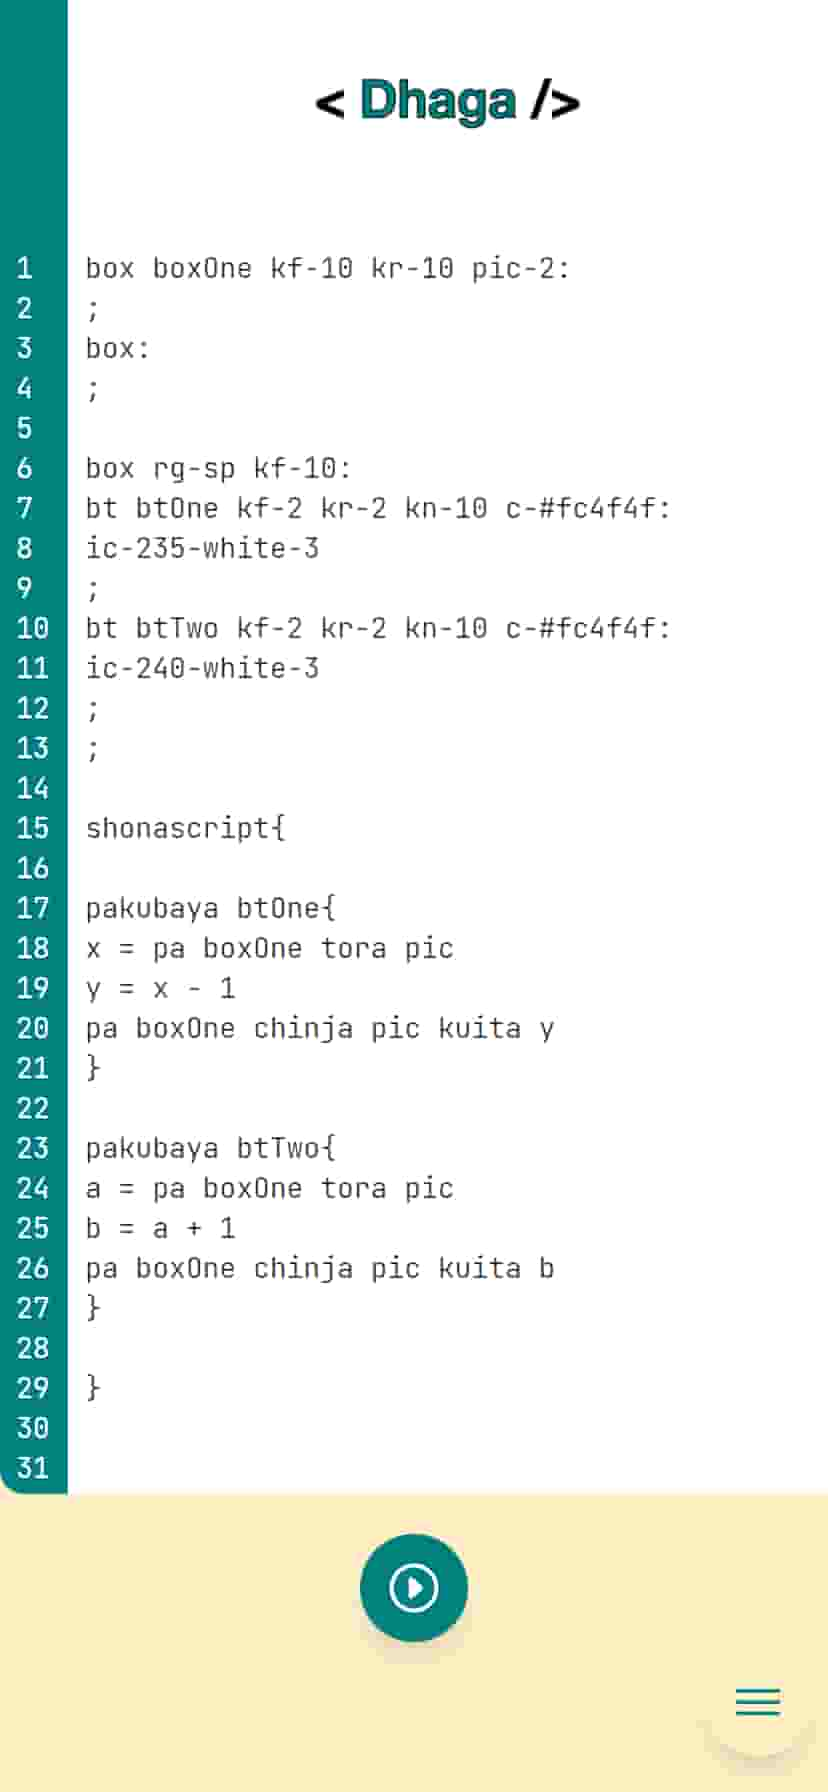 < Dhaga />
1 box boxOne kf-10 kr-10 pic-2:
2 ;
3 box:
4 ;
5
6 box rg-sp kf-10:
7 bt btOne kf-2 kr-2 kn-10 c-#fc4f4f:
8 ic-235-white-3
9 ;
10 bt btTwo kf-2 kr-2 kn-10 c-#fc4f4f:
11 ic-240-white-3
12 ;
13 ;
14
15 shonascript{
16
17 pakubaya btOne{
18 x = pa boxOne tora pic
19 y = x - 1
20 pa boxOne chinja pic kuita y
21 }
22
23 pakubaya btTwo{
24 a = pa boxOne tora pic
25 b = a + 1
26 pa boxOne chinja pic kuita b
27 }
28
29 }
30
31